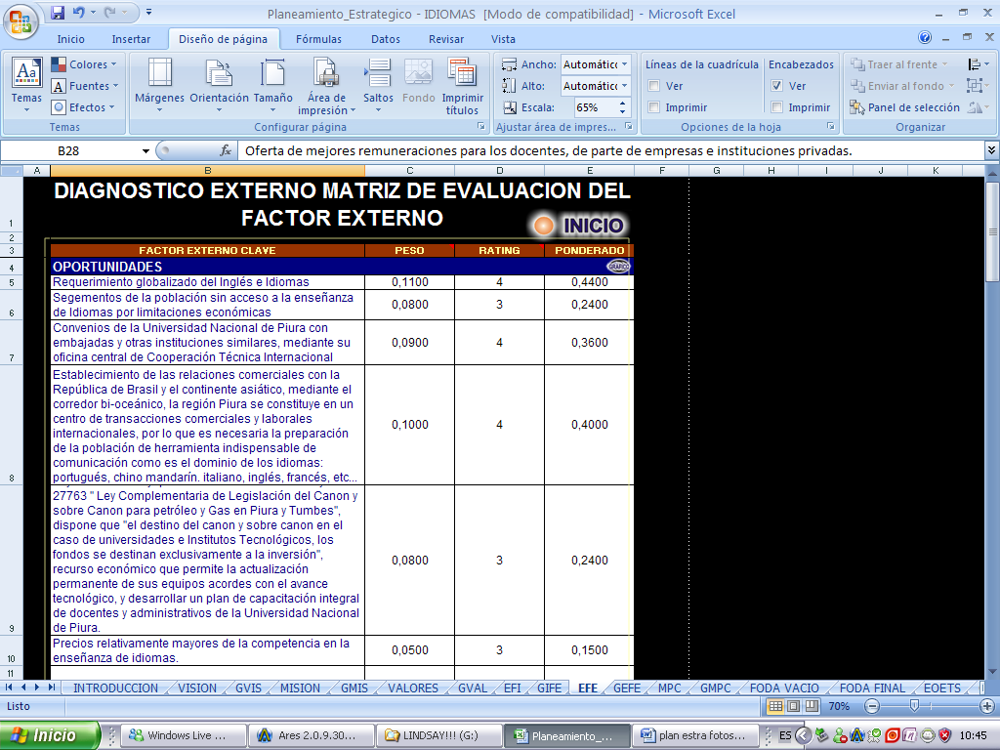 Planeamiento_Estrategico - IDIOMAS [Modo de compatibilidad] - Microsoft Excel
Inicio Insertar Diseño de página Fórmulas Datos Revisar Vista
Temas
Colores
Fuentes
Efectos
Temas
Márgenes Orientación Tamaño Área de impresión Saltos Fondo Imprimir títulos
Configurar página
Ancho: Automático
Alto: Automático
Escala: 65%
Ajustar área de impres...
Líneas de la cuadrícula
Ver
Imprimir
Encabezados
Ver
Imprimir
Opciones de la hoja
Traer al frente
Enviar al fondo
Panel de selección
Organizar
B28 fx Oferta de mejores remuneraciones para los docentes, de parte de empresas e instituciones privadas.
A B C D E F G H I J K
DIAGNOSTICO EXTERNO MATRIZ DE EVALUACION DEL
FACTOR EXTERNO
INICIO
1
2
3 FACTOR EXTERNO CLAVE PESO RATING PONDERADO
4 OPORTUNIDADES GRAFICO
5 Requerimiento globalizado del Inglés e Idiomas 0,1100 4 0,4400
Segementos de la población sin acceso a la enseñanza
de Idiomas por limitaciones económicas
6 0,0800 3 0,2400
Convenios de la Universidad Nacional de Piura con
embajadas y otras instituciones similares, mediante su
oficina central de Cooperación Técnica Internacional
7 0,0900 4 0,3600
Establecimiento de las relaciones comerciales con la
República de Brasil y el continente asiático, mediante el
corredor bi-oceánico, la región Piura se constituye en un
centro de transacciones comerciales y laborales
internacionales, por lo que es necesaria la preparación
de la población de herramienta indispensable de
comunicación como es el dominio de los idiomas:
portugués, chino mandarín. italiano, inglés, francés, etc...
8 0,1000 4 0,4000
27763 " Ley Complementaria de Legislación del Canon y
sobre Canon para petróleo y Gas en Piura y Tumbes",
dispone que "el destino del canon y sobre canon en el
caso de universidades e Institutos Tecnológicos, los
fondos se destinan exclusivamente a la inversión",
recurso económico que permite la actualización
permanente de sus equipos acordes con el avance
tecnológico, y desarrollar un plan de capacitación integral
de docentes y administrativos de la Universidad Nacional
de Piura.
9 0,0800 3 0,2400
Precios relativamente mayores de la competencia en la
enseñanza de idiomas.
10 0,0500 3 0,1500
11
INTRODUCCION VISION GVIS MISION GMIS VALORES GVAL EFI GIFE EFE GEFE MPC GMPC FODA VACIO FODA FINAL EOETS
Listo 70%
Inicio Windows Live ... Ares 2.0.9.30... LINDSAY!!! (G:) Planeamiento_... plan estra fotos... ES 10:45